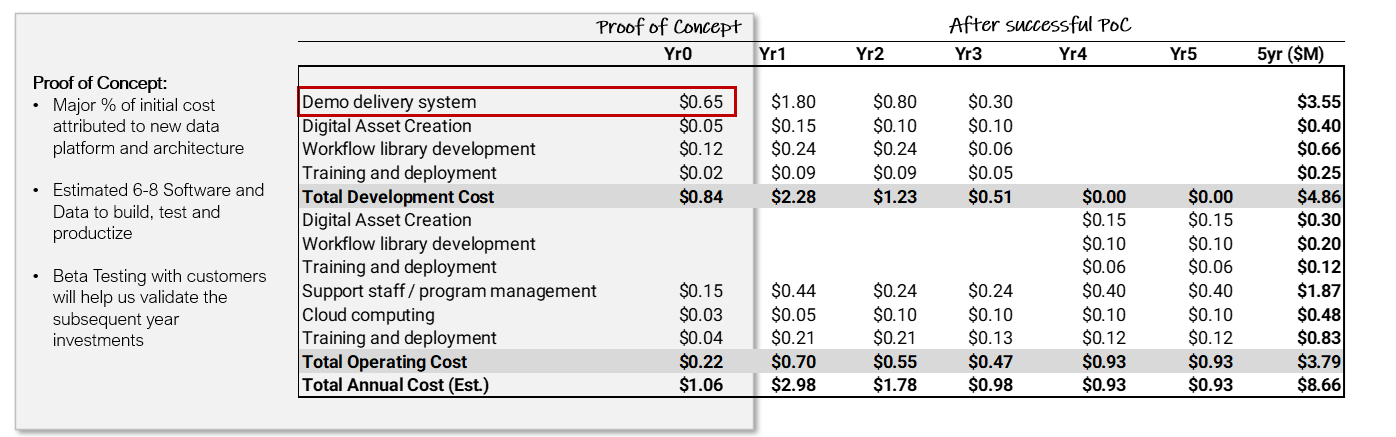 Proof of Concept After successful PoC
Yr0 Yr1 Yr2 Yr3 Yr4 Yr5 5yr ($M)
Proof of Concept:
• Major % of initial cost
attributed to new data
platform and architecture
• Estimated 6-8 Software and
Data to build, test and
productize
• Beta Testing with customers
will help us validate the
subsequent year
investments
Demo delivery system $0.65 $1.80 $0.80 $0.30 $3.55
Digital Asset Creation $0.05 $0.15 $0.10 $0.10 $0.40
Workflow library development $0.12 $0.24 $0.24 $0.06 $0.66
Training and deployment $0.02 $0.09 $0.09 $0.05 $0.25
Total Development Cost $0.84 $2.28 $1.23 $0.51 $0.00 $0.00 $4.86
Digital Asset Creation $0.15 $0.15 $0.30
Workflow library development $0.10 $0.10 $0.20
Training and deployment $0.06 $0.06 $0.12
Support staff / program management $0.15 $0.44 $0.24 $0.24 $0.40 $0.40 $1.87
Cloud computing $0.03 $0.05 $0.10 $0.10 $0.10 $0.10 $0.48
Training and deployment $0.04 $0.21 $0.21 $0.13 $0.12 $0.12 $0.83
Total Operating Cost $0.22 $0.70 $0.55 $0.47 $0.93 $0.93 $3.79
Total Annual Cost (Est.) $1.06 $2.98 $1.78 $0.98 $0.93 $0.93 $8.66